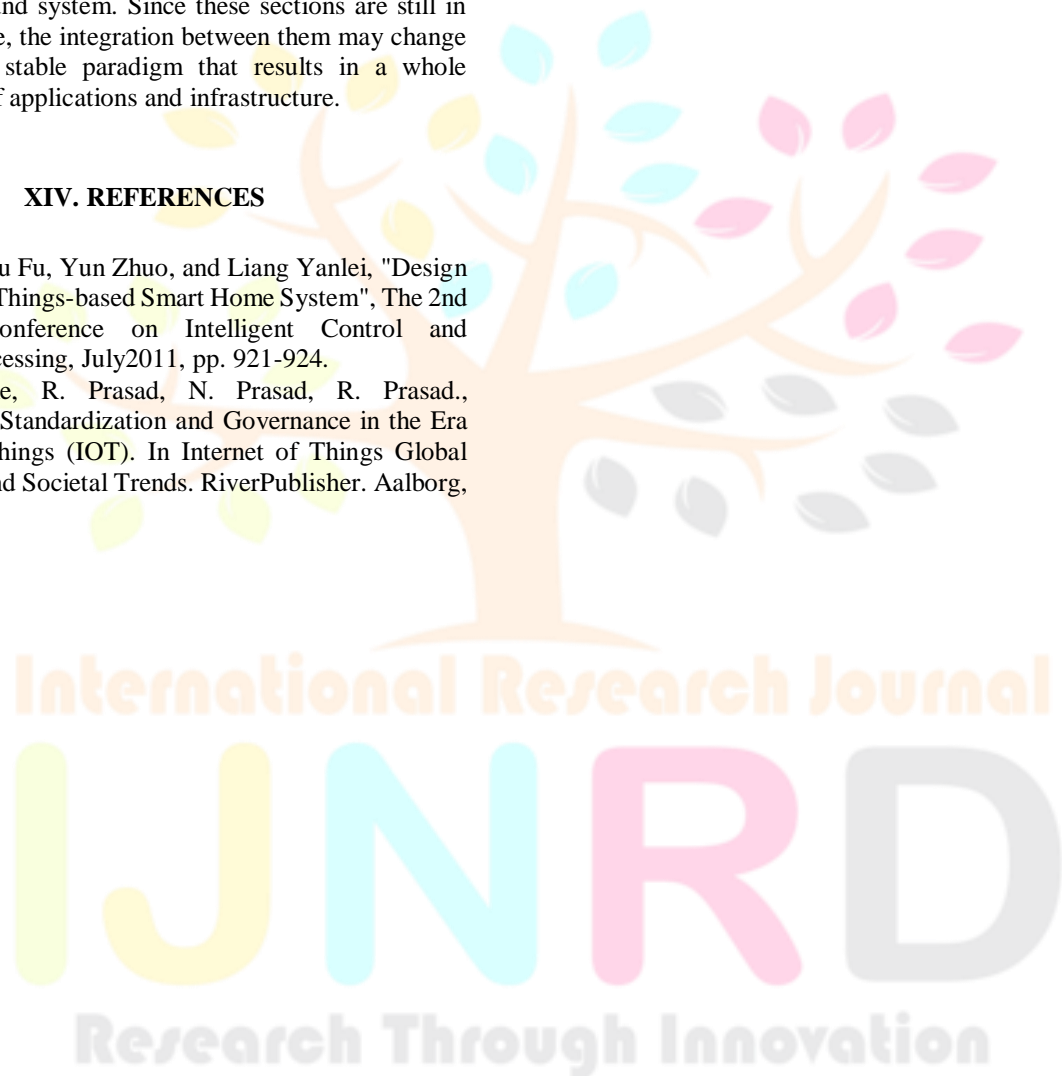 und system. Since these sections are still in
e, the integration between them may change
stable paradigm that results in a whole
f applications and infrastructure.
XIV. REFERENCES
u Fu, Yun Zhuo, and Liang Yanlei, "Design
Things-based Smart Home System", The 2nd
onference on Intelligent Control and
cessing, July2011, pp. 921-924.
e, R. Prasad, N. Prasad, R. Prasad.,
Standardization and Governance in the Era
hings (IOT). In Internet of Things Global
nd Societal Trends. RiverPublisher. Aalborg,
International Research Journal
IJNRD
Research Through Innovation